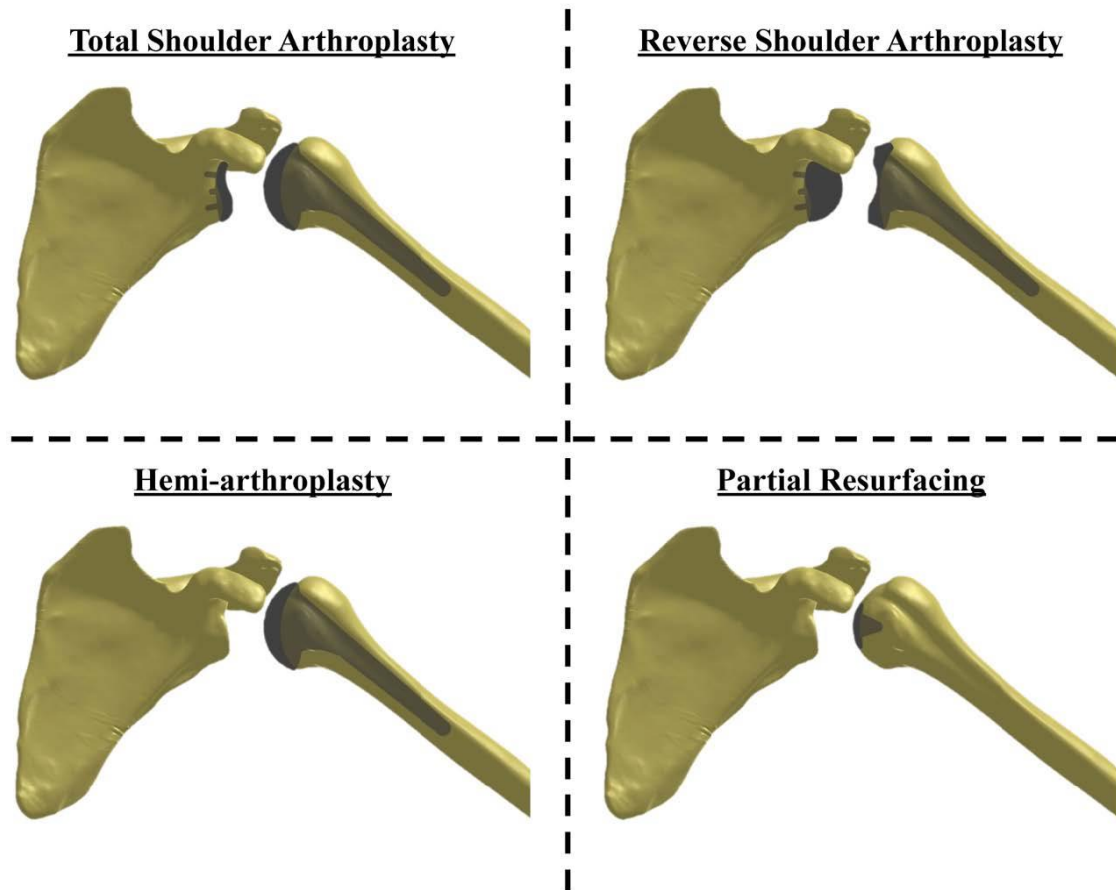 Total Shoulder Arthroplasty
Reverse Shoulder Arthroplasty
Hemi-arthroplasty
Partial Resurfacing